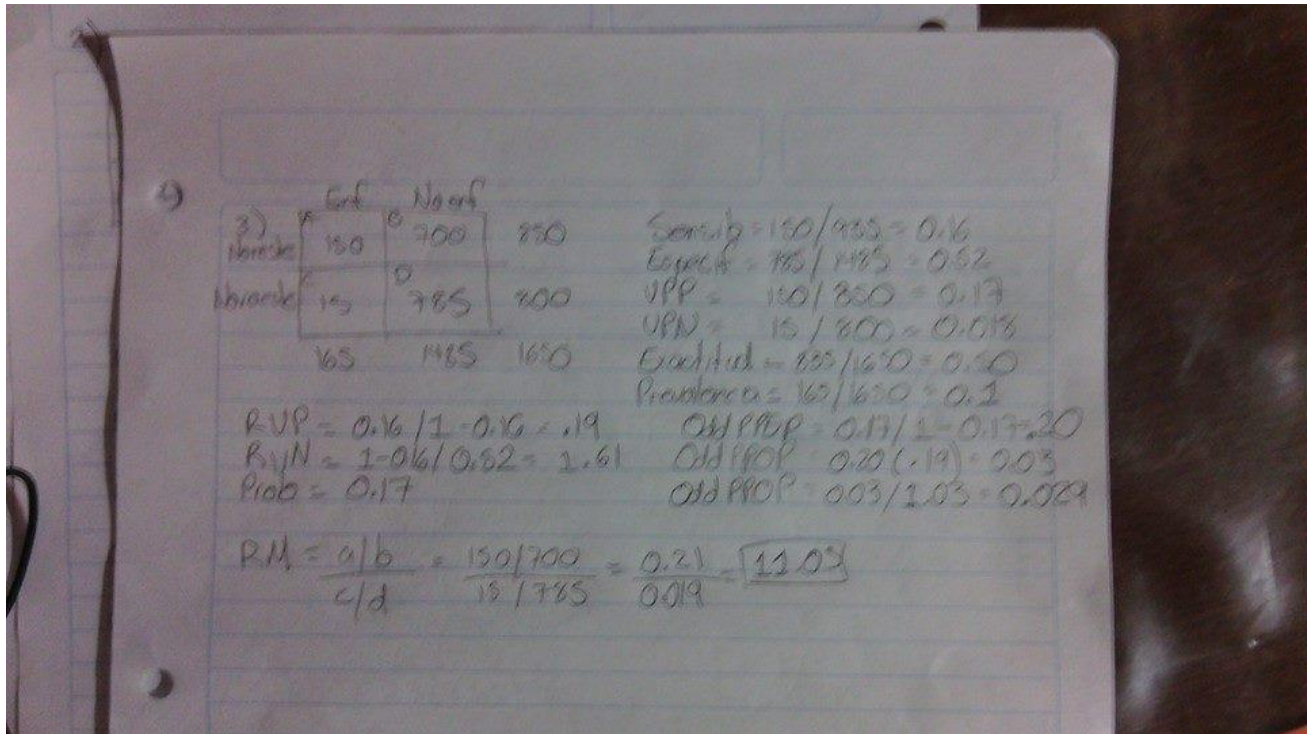 Enf No enf
3) A B
Noreste 150 700 850
C D
Noroeste 15 785 800
165 1485 1650
Sensib = 150/935 = 0.16
Especif = 785/1485 = 0.52
VPP = 150/850 = 0.17
VPN = 15/800 = 0.018
Exactitud = 835/1650 = 0.50
Prevalencia = 165/1650 = 0.1
RVP = 0.16/1-0.16 = .19
RVN = 1-0.16/0.52 = 1.61
Prob = 0.17
Odd PPOP = 0.17/1-0.17=.20
Odd PPOP = 0.20(.19) = 0.03
Odd PPOP = 0.03/1.03 = 0.029
RM = a/b = 150/700 = 0.21 = 11.05
c/d 15/785 0.019